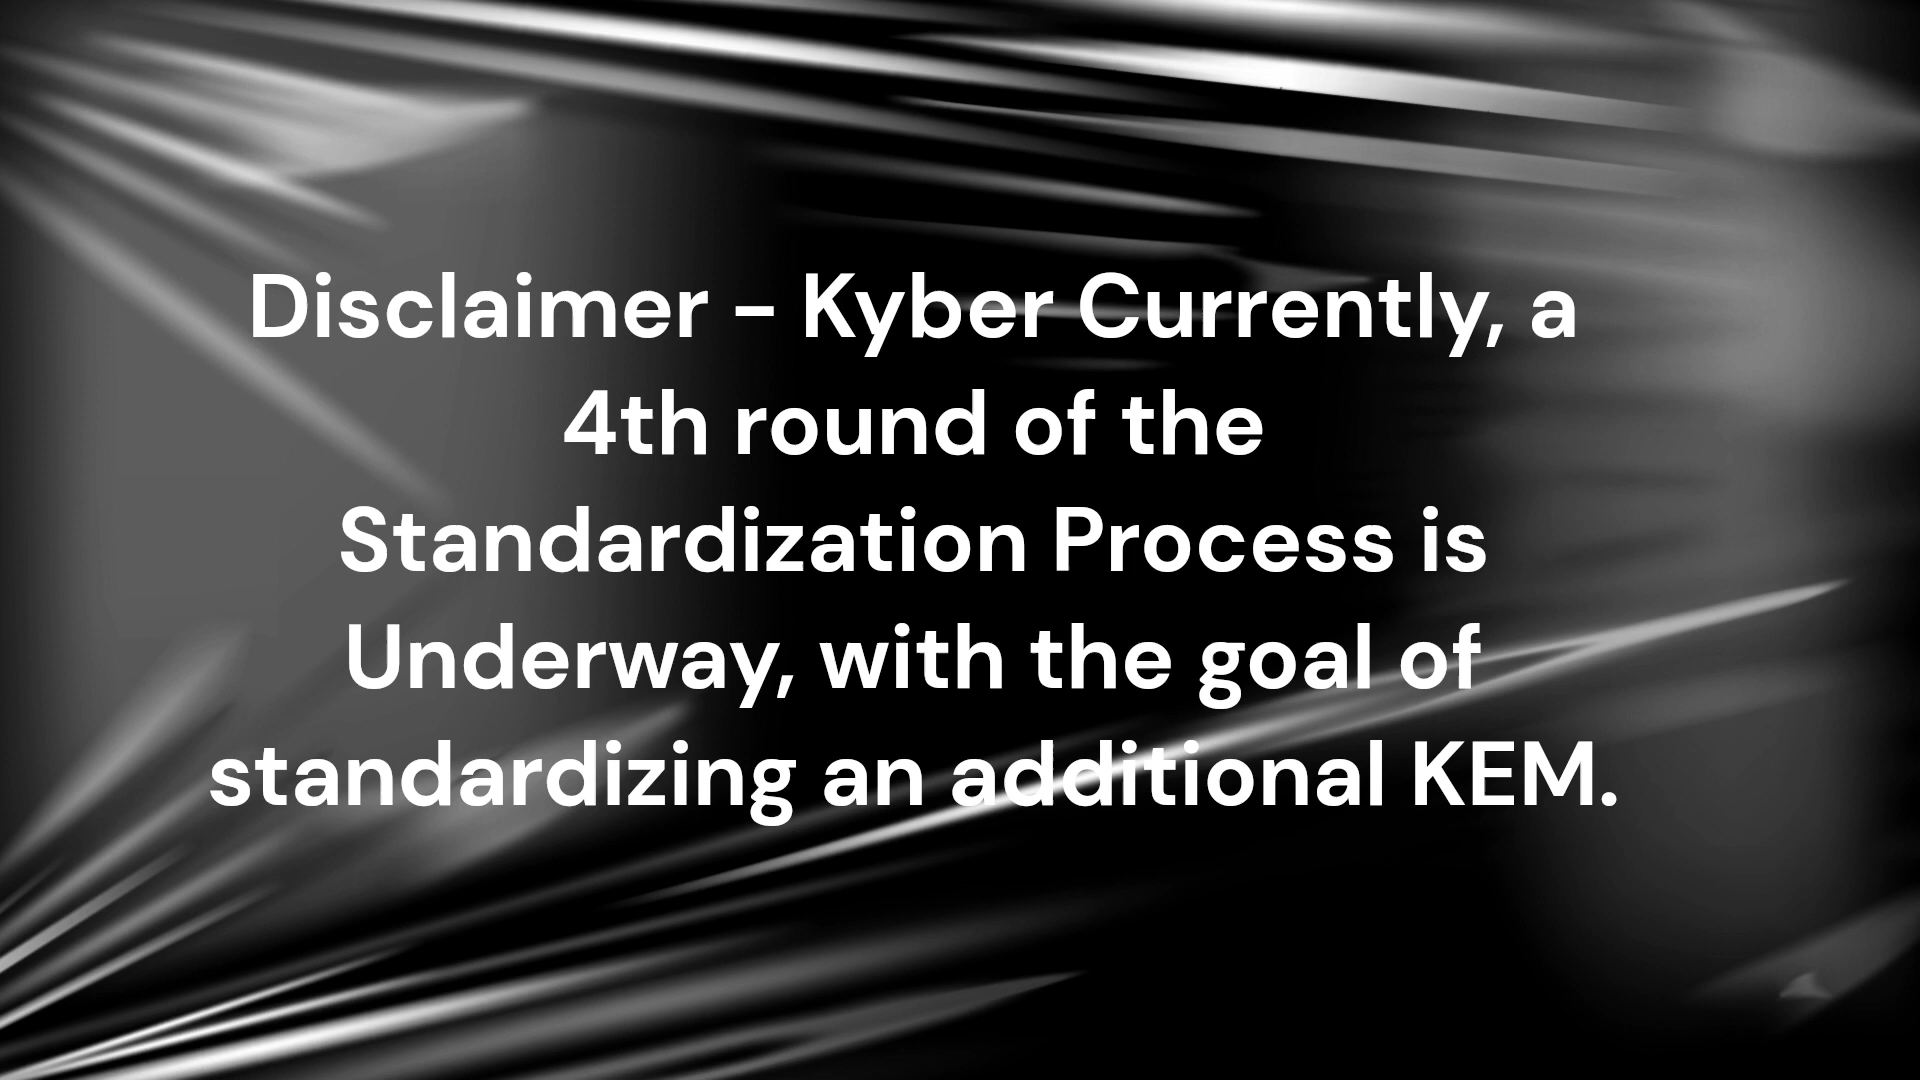 Disclaimer – Kyber Currently, a
4th round of the
Standardization Process is
Underway, with the goal of
standardizing an additional KEM.